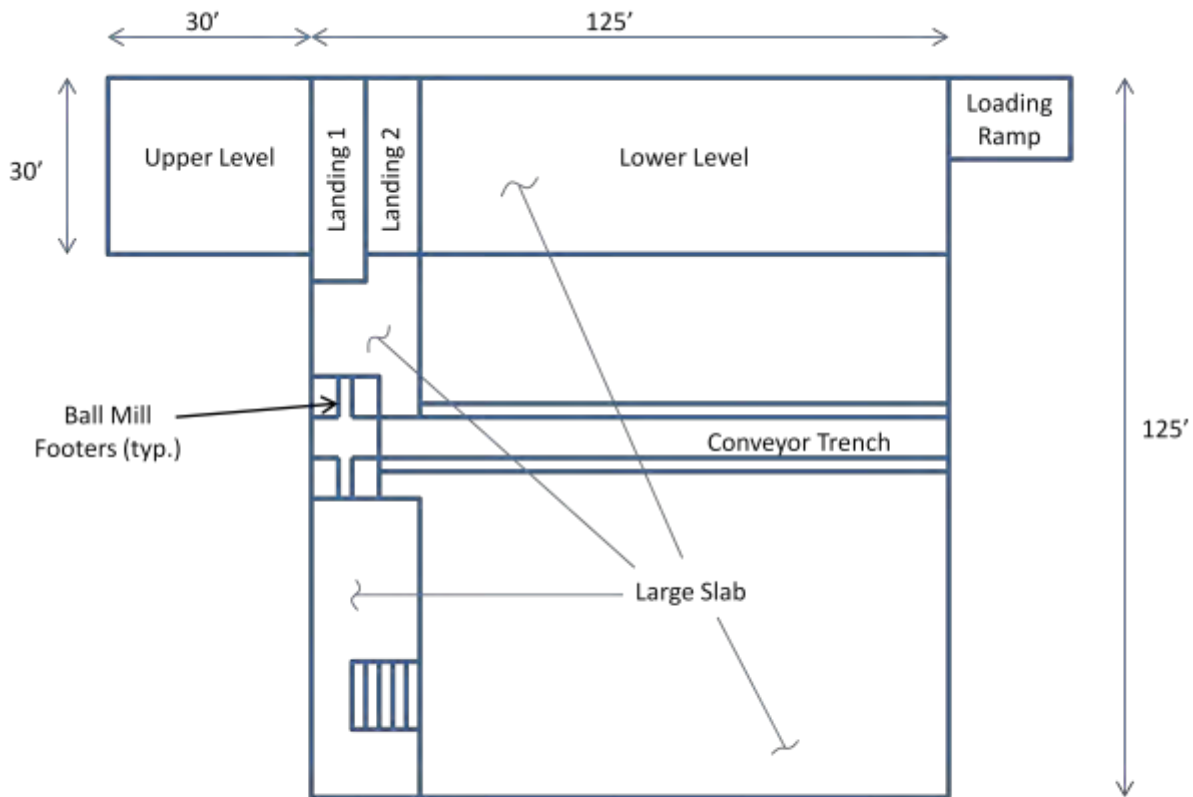 30’
125’
30’
Upper Level
Landing 1
Landing 2
Lower Level
Loading
Ramp
Ball Mill
Footers (typ.)
Conveyor Trench
125’
Large Slab